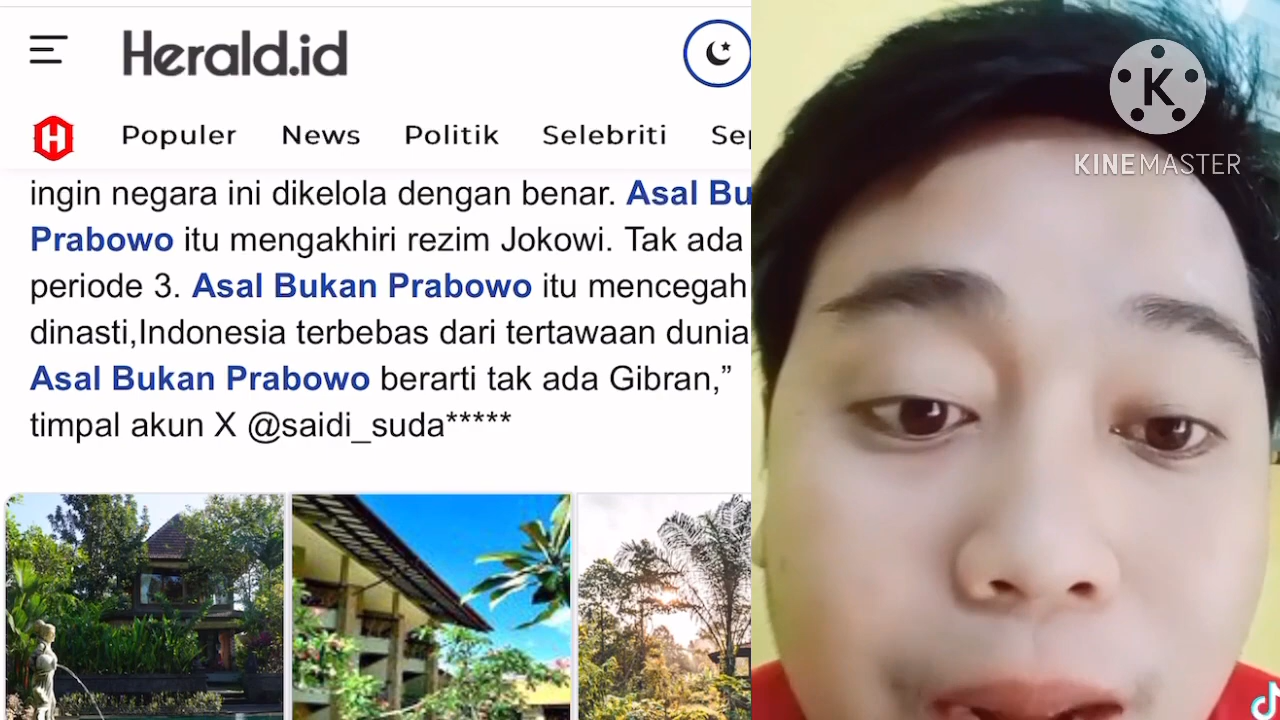 Herald.id
H
Populer News Politik Selebriti
ingin negara ini dikelola dengan benar. Asal
Prabowo itu mengakhiri rezim Jokowi. Tak ada
periode 3. Asal Bukan Prabowo itu mencegah
dinasti,Indonesia terbebas dari tertawaan dunia
Asal Bukan Prabowo berarti tak ada Gibran,”
timpal akun X @saidi_suda*****
K
KINEMASTER